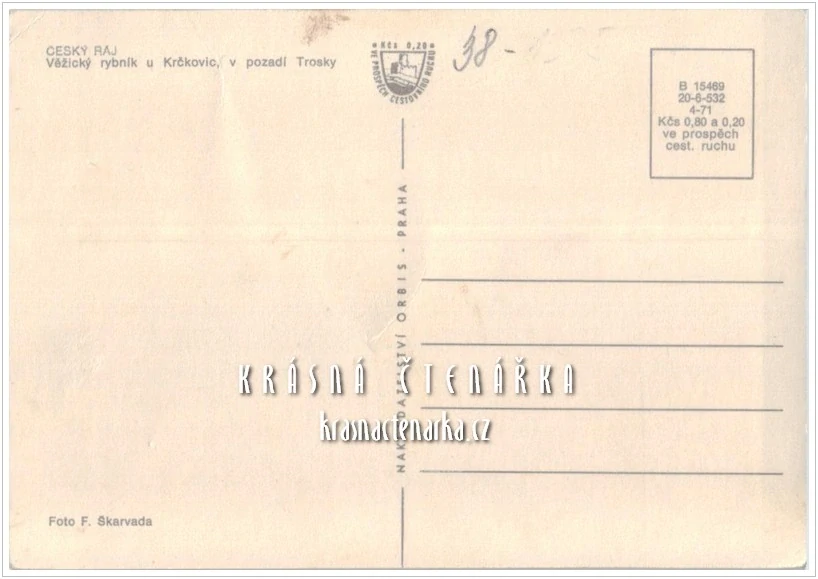 ČESKÝ RÁJ
Věžický rybník u Krčkovic, v pozadí Trosky
Kčs 0,20
VE PROSPĚCH CESTOVNÍHO RUCHU
38 -
B 15469
20-6-532
4-71
Kčs 0,80 a 0,20
ve prospěch
cest. ruchu
NAKLADATELSTVÍ ORBIS - PRAHA
KRÁSNÁ ČTENÁŘKA
krasnactenarka.cz
Foto F. Škarvada